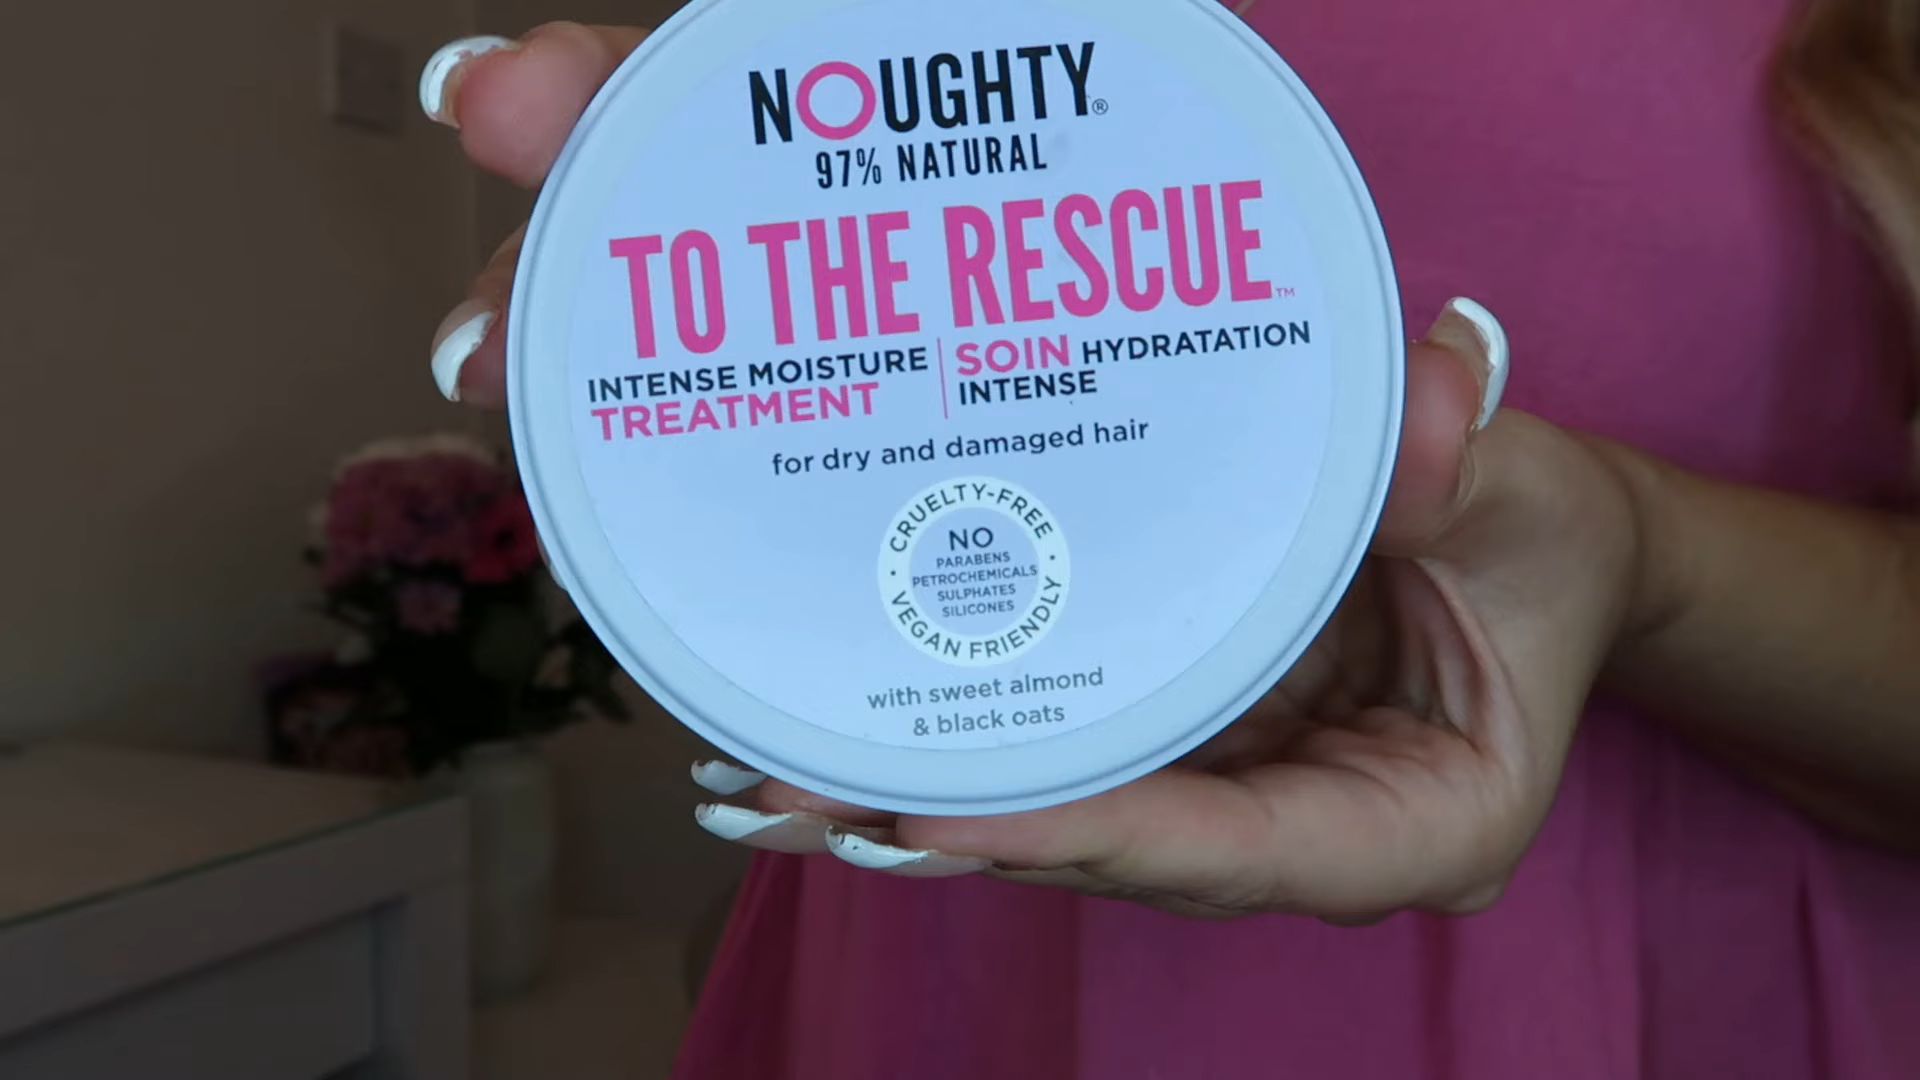 NOUGHTY®
97% NATURAL
TO THE RESCUE™
INTENSE MOISTURE
TREATMENT
SOIN HYDRATATION
INTENSE
for dry and damaged hair
CRUELTY-FREE
NO
PARABENS
PETROCHEMICALS
SULPHATES
SILICONES
VEGAN FRIENDLY
with sweet almond
& black oats